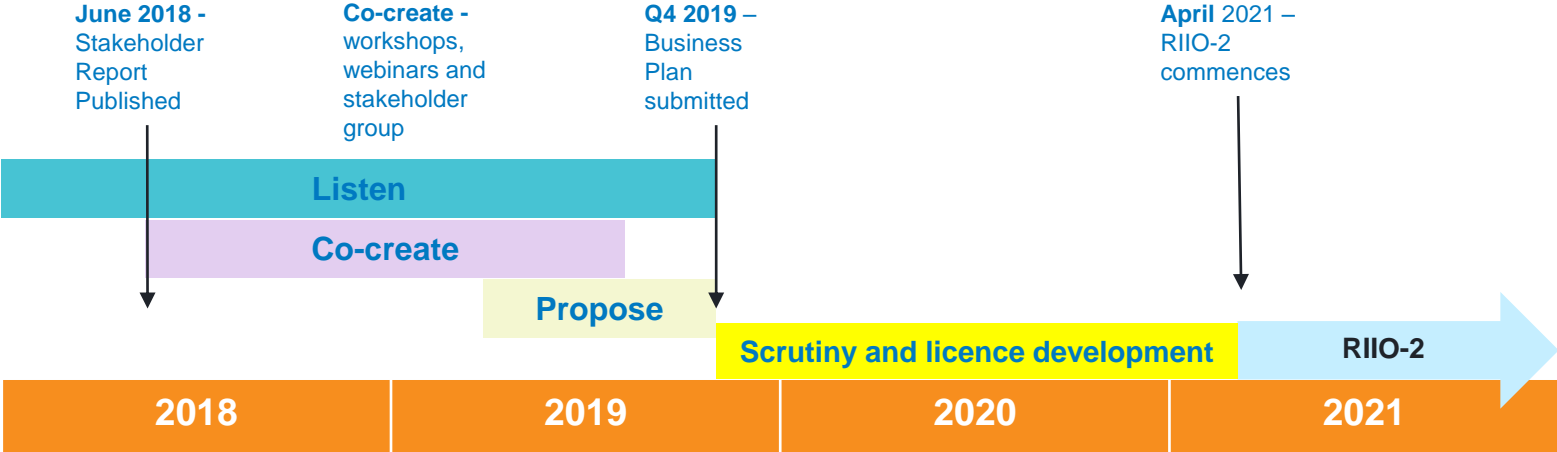 June 2018 -
Stakeholder
Report
Published
Co-create -
workshops,
webinars and
stakeholder
group
Q4 2019 –
Business
Plan
submitted
April 2021 –
RIIO-2
commences
Listen
Co-create
Propose
Scrutiny and licence development
RIIO-2
2018
2019
2020
2021